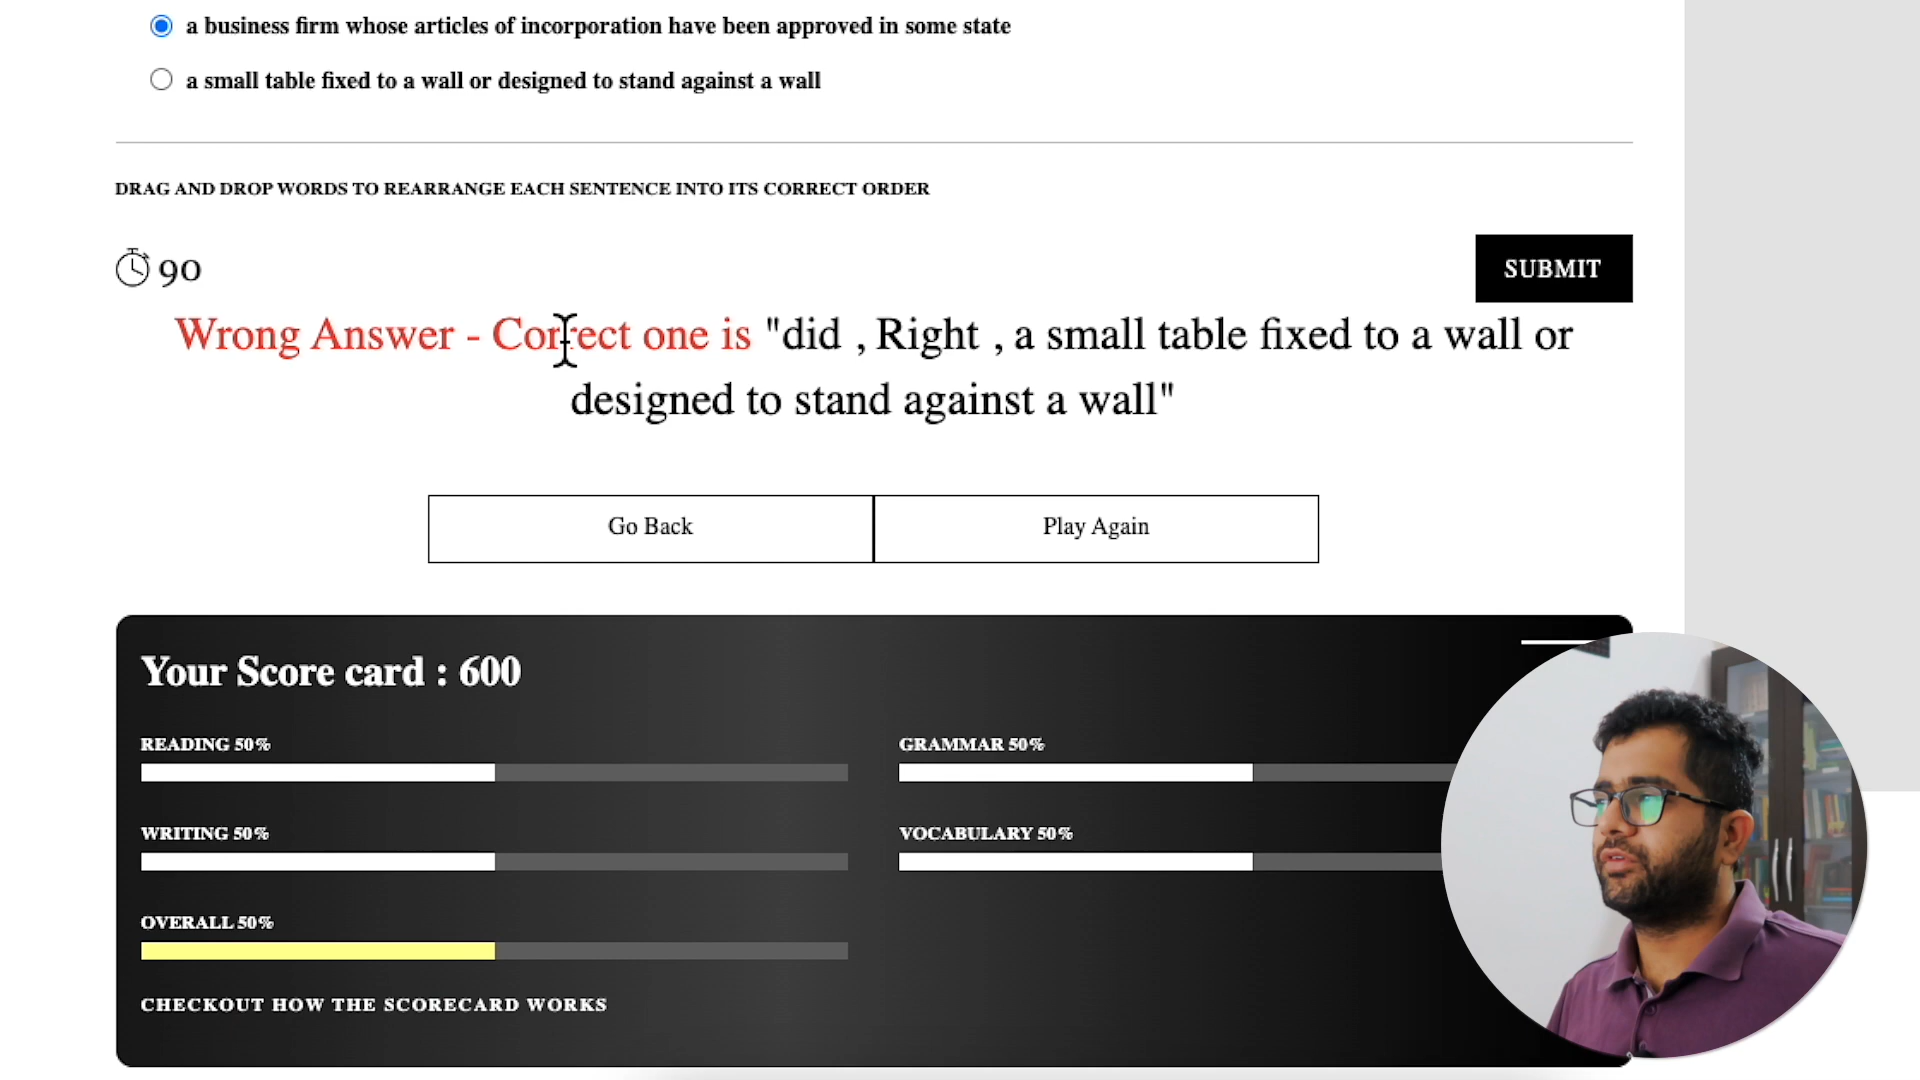 a business firm whose articles of incorporation have been approved in some state
a small table fixed to a wall or designed to stand against a wall
DRAG AND DROP WORDS TO REARRANGE EACH SENTENCE INTO ITS CORRECT ORDER
90
SUBMIT
Wrong Answer - Correct one is "did , Right , a small table fixed to a wall or
designed to stand against a wall"
Go Back
Play Again
Your Score card : 600
READING 50%
GRAMMAR 50%
WRITING 50%
VOCABULARY 50%
OVERALL 50%
CHECKOUT HOW THE SCORECARD WORKS